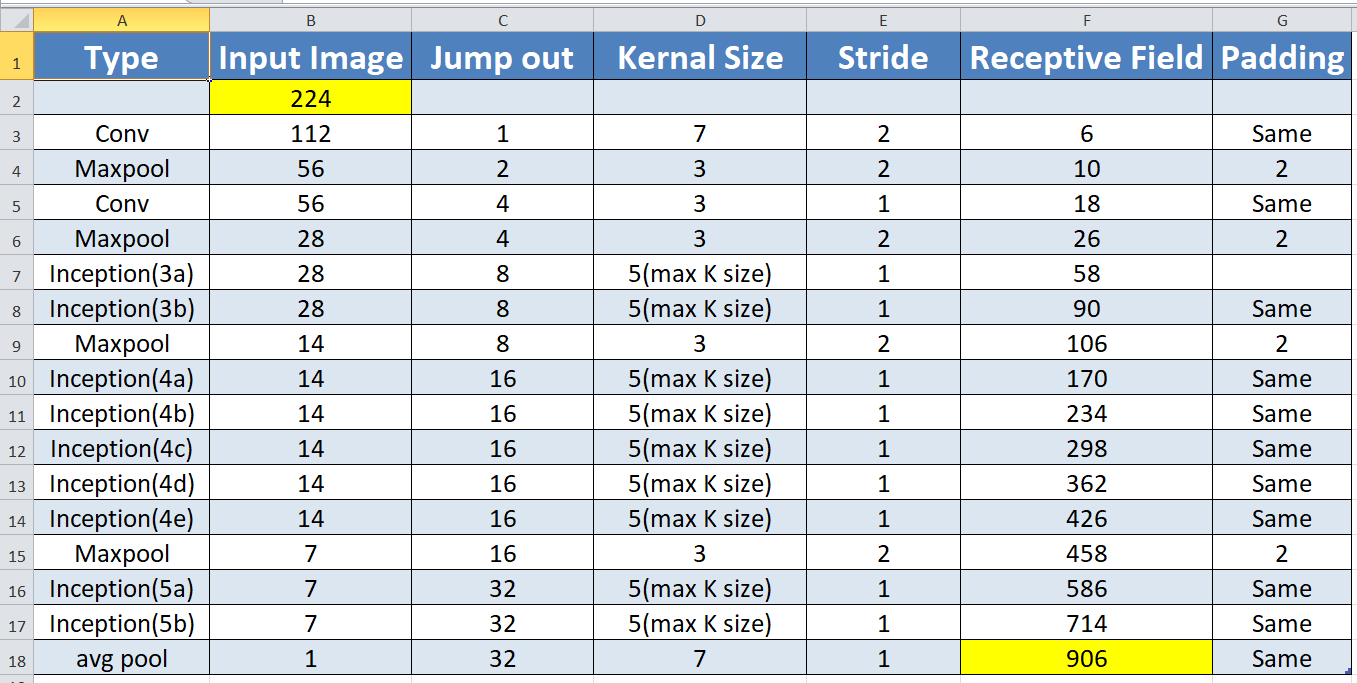 A B C D E F G
1 Type Input Image Jump out Kernal Size Stride Receptive Field Padding
2 224
3 Conv 112 1 7 2 6 Same
4 Maxpool 56 2 3 2 10 2
5 Conv 56 4 3 1 18 Same
6 Maxpool 28 4 3 2 26 2
7 Inception(3a) 28 8 5(max K size) 1 58
8 Inception(3b) 28 8 5(max K size) 1 90 Same
9 Maxpool 14 8 3 2 106 2
10 Inception(4a) 14 16 5(max K size) 1 170 Same
11 Inception(4b) 14 16 5(max K size) 1 234 Same
12 Inception(4c) 14 16 5(max K size) 1 298 Same
13 Inception(4d) 14 16 5(max K size) 1 362 Same
14 Inception(4e) 14 16 5(max K size) 1 426 Same
15 Maxpool 7 16 3 2 458 2
16 Inception(5a) 7 32 5(max K size) 1 586 Same
17 Inception(5b) 7 32 5(max K size) 1 714 Same
18 avg pool 1 32 7 1 906 Same